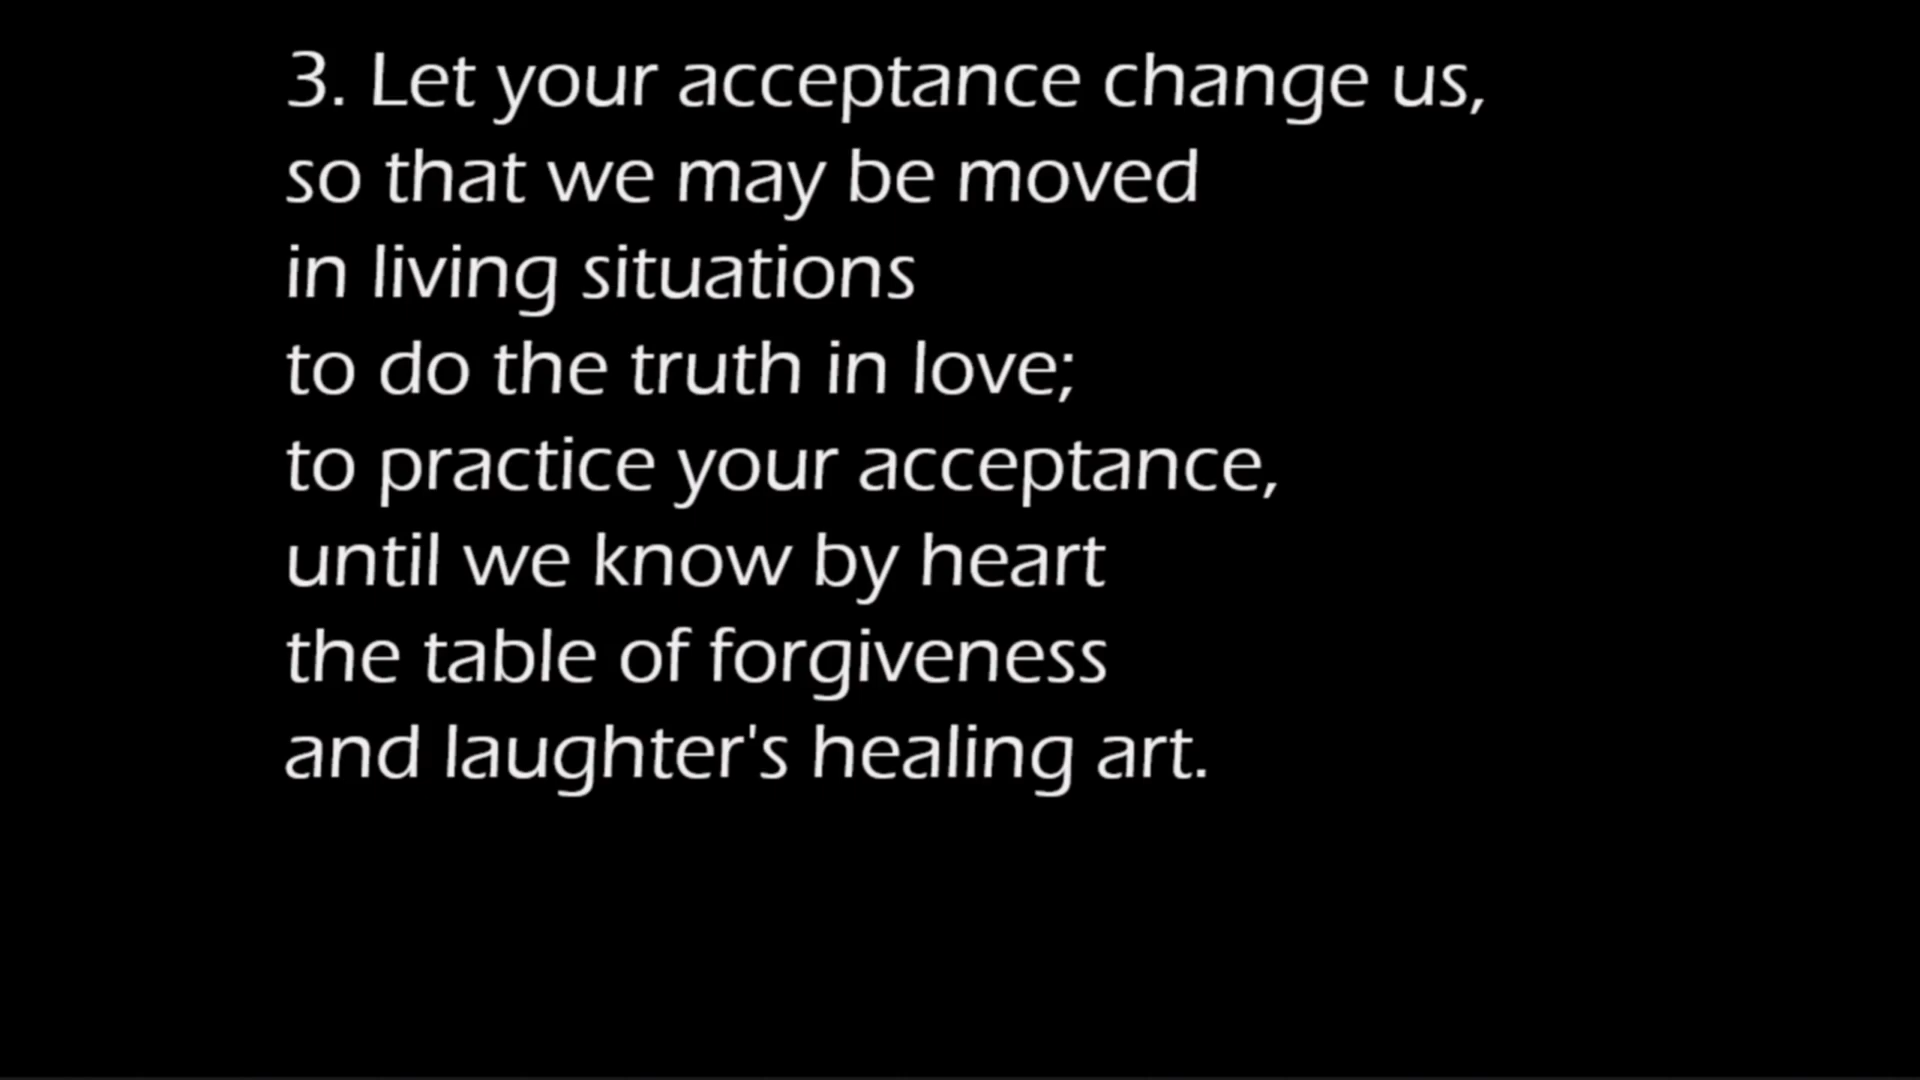 3. Let your acceptance change us,
so that we may be moved
in living situations
to do the truth in love;
to practice your acceptance,
until we know by heart
the table of forgiveness
and laughter's healing art.